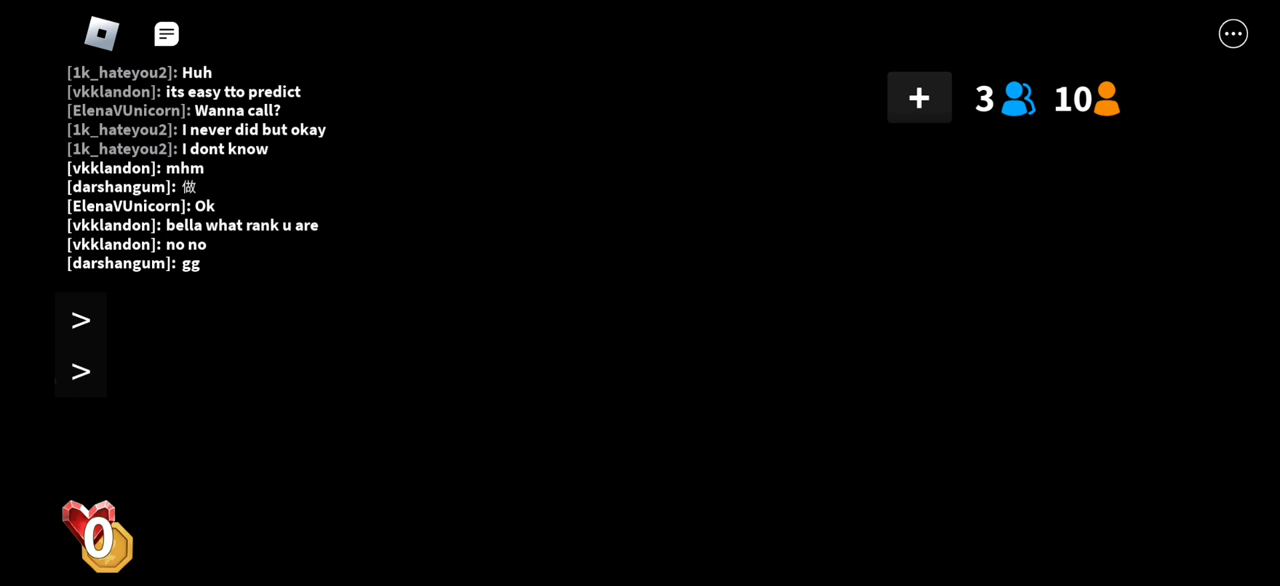 [1k_hateyou2]: Huh
[vkklandon]: its easy tto predict
[ElenaVUnicorn]: Wanna call?
[1k_hateyou2]: I never did but okay
[1k_hateyou2]: I dont know
[vkklandon]: mhm
[darshangum]: 做
[ElenaVUnicorn]: Ok
[vkklandon]: bella what rank u are
[vkklandon]: no no
[darshangum]: gg
+ 3 10
>
>
0